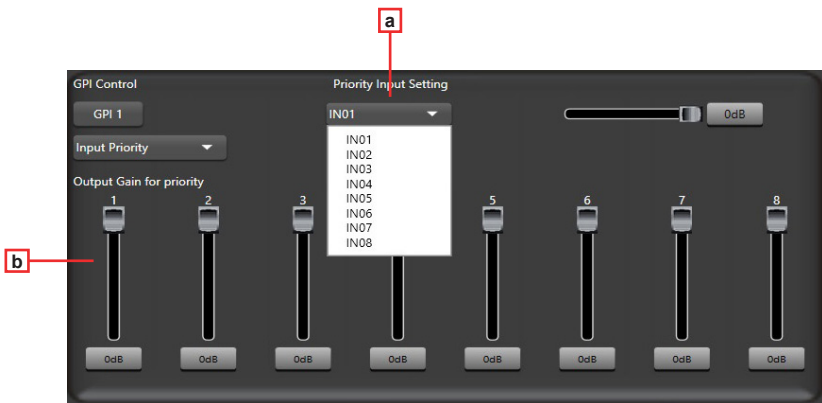 a
GPI Control
Priority Input Setting
GPI 1
IN01
0dB
Input Priority
IN01
IN02
IN03
IN04
IN05
IN06
IN07
IN08
Output Gain for priority
1 2 3 5 6 7 8
b
0dB 0dB 0dB 0dB 0dB 0dB 0dB 0dB